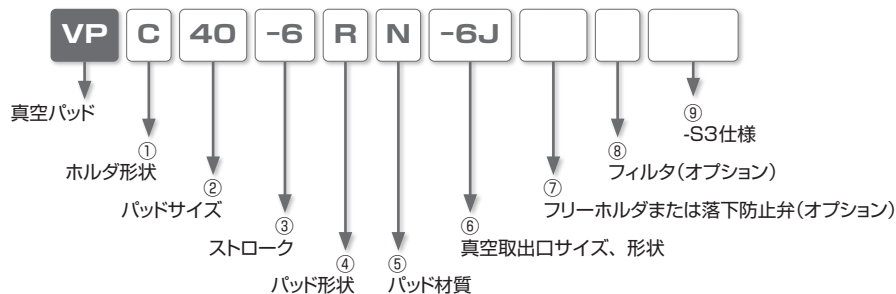 VP C 40 -6 R N -6J
真空パッド
①
ホルダ形状
②
パッドサイズ
③
ストローク
④
パッド形状
⑤
パッド材質
⑥
真空取出口サイズ、形状
⑦
フリーホルダまたは落下防止弁(オプション)
⑧
フィルタ(オプション)
⑨
-S3仕様